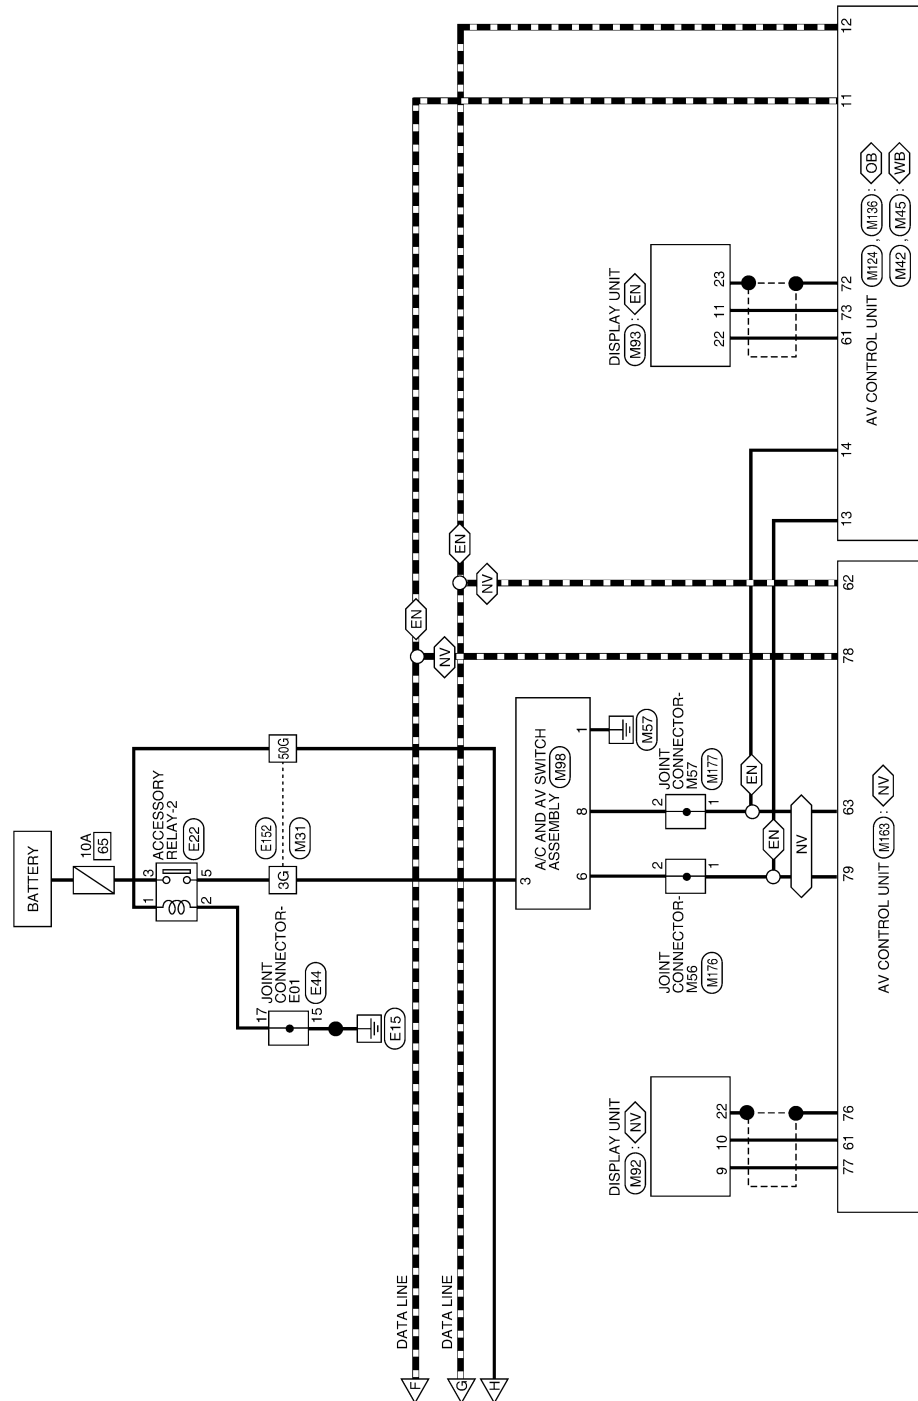 BATTERY
10A
65
ACCESSORY
RELAY-2
E22
1
3
2
5
17
JOINT
CONNECTOR-
E01
E44
15
E15
3G
E152
M31
50G
DATA LINE
F
G
H
EN
NV
EN
NV
3
A/C AND AV SWITCH
ASSEMBLY
M98
6
8
1
M57
JOINT
CONNECTOR-
M56
M176
2
1
JOINT
CONNECTOR-
M57
M177
2
1
EN
EN
NV
DISPLAY UNIT
M92 : NV
9
10
22
DISPLAY UNIT
M93 : EN
22
11
23
77
61
76
79
63
78
62
AV CONTROL UNIT
M163 : NV
13
14
61
73
72
11
12
AV CONTROL UNIT
M124 , M136 : OB
M42 , M45 : WB